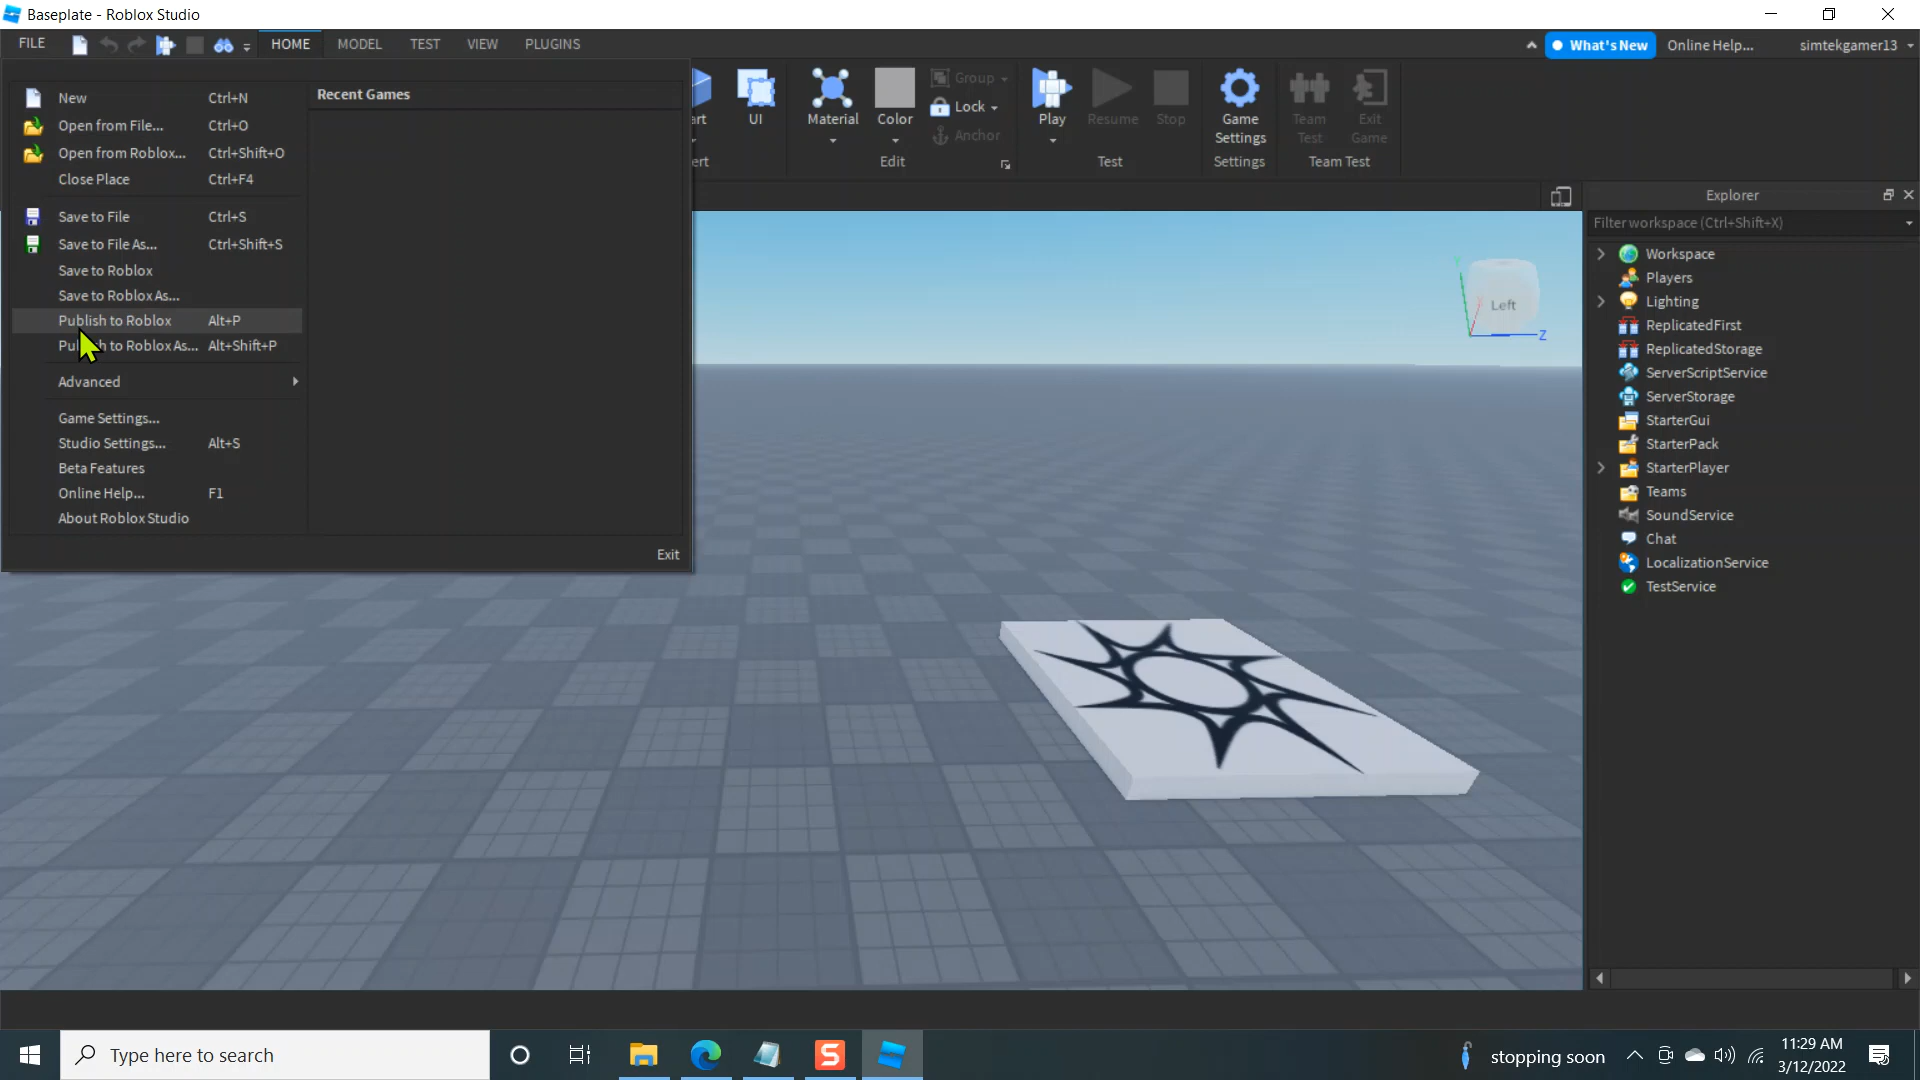 Baseplate - Roblox Studio
FILE HOME MODEL TEST VIEW PLUGINS What's New Online Help... simtekgamer13
New Ctrl+N
Open from File... Ctrl+O
Open from Roblox... Ctrl+Shift+O
Close Place Ctrl+F4
Save to File Ctrl+S
Save to File As... Ctrl+Shift+S
Save to Roblox
Save to Roblox As...
Publish to Roblox Alt+P
to Roblox As... Alt+Shift+P
Advanced
Game Settings...
Studio Settings... Alt+S
Beta Features
Online Help... F1
About Roblox Studio
Recent Games
Exit
art
UI
ert
Material
Color
Group
Lock
Anchor
Edit
Play
Resume
Stop
Test
Game
Settings
Settings
Team
Test
Exit
Game
Team Test
Left
Z
Explorer
Filter workspace (Ctrl+Shift+X)
Workspace
Players
Lighting
ReplicatedFirst
ReplicatedStorage
ServerScriptService
ServerStorage
StarterGui
StarterPack
StarterPlayer
Teams
SoundService
Chat
LocalizationService
TestService
Type here to search
S
stopping soon
11:29 AM
3/12/2022